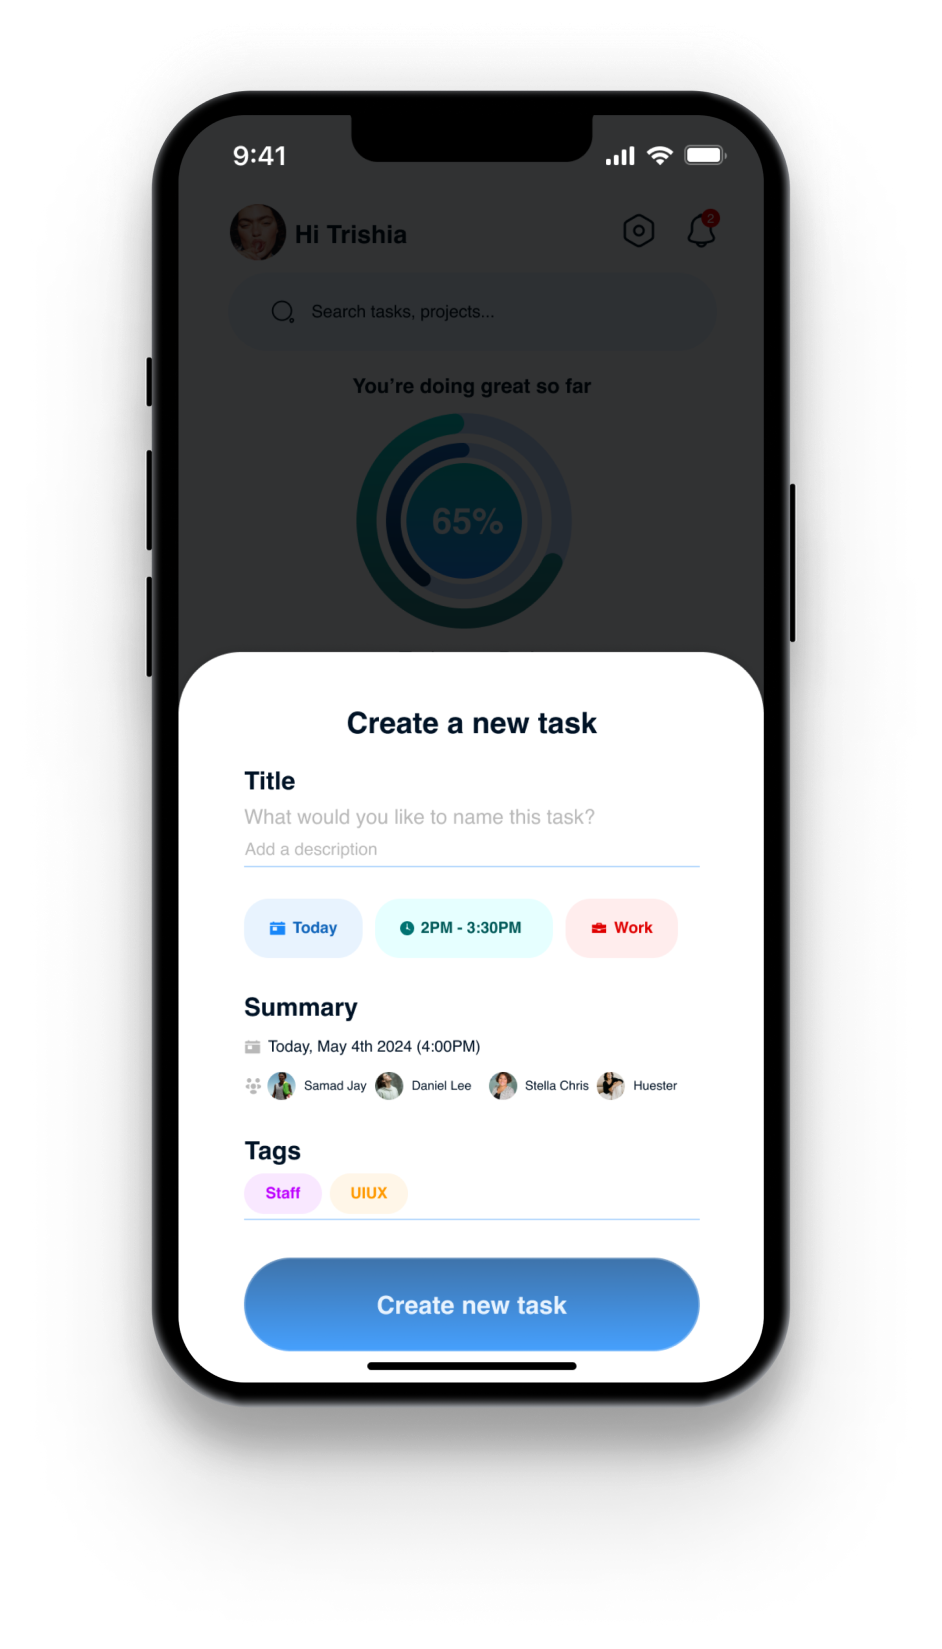 9:41
Hi Trishia
2
Search tasks, projects...
You're doing great so far
65%
Create a new task
Title
What would you like to name this task?
Add a description
Today 2PM - 3:30PM Work
Summary
Today, May 4th 2024 (4:00PM)
Samad Jay Daniel Lee Stella Chris Huester
Tags
Staff UIUX
Create new task